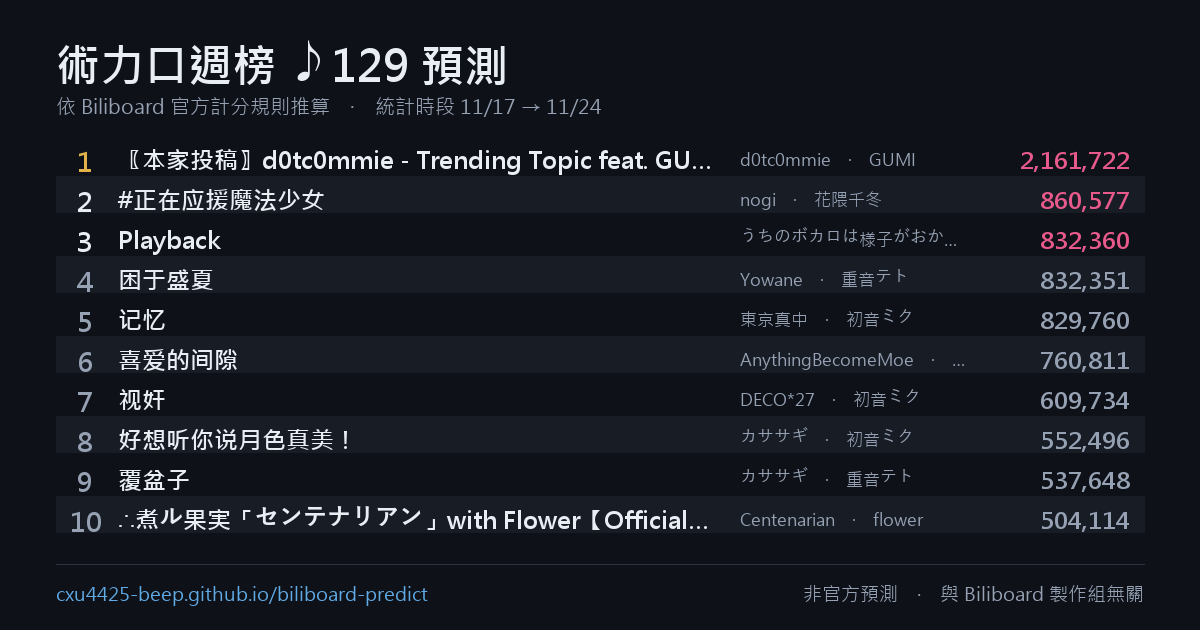 術力口週榜 ♪129 預測
依 Biliboard 官方計分規則推算 · 統計時段 11/17 → 11/24
1 〖本家投稿〗d0tc0mmie - Trending Topic feat. GU... d0tc0mmie · GUMI 2,161,722
2 #正在应援魔法少女 nogi · 花隈千冬 860,577
3 Playback うちのボカロは様子がおか... 832,360
4 困于盛夏 Yowane · 重音テト 832,351
5 记忆 東京真中 · 初音ミク 829,760
6 喜爱的间隙 AnythingBecomeMoe · ... 760,811
7 视奸 DECO*27 · 初音ミク 609,734
8 好想听你说月色真美！ カササギ · 初音ミク 552,496
9 覆盆子 カササギ · 重音テト 537,648
10 ∴煮ル果実「センテナリアン」with Flower【Official... Centenarian · flower 504,114
cxu4425-beep.github.io/biliboard-predict 非官方預測 · 與 Biliboard 製作組無關